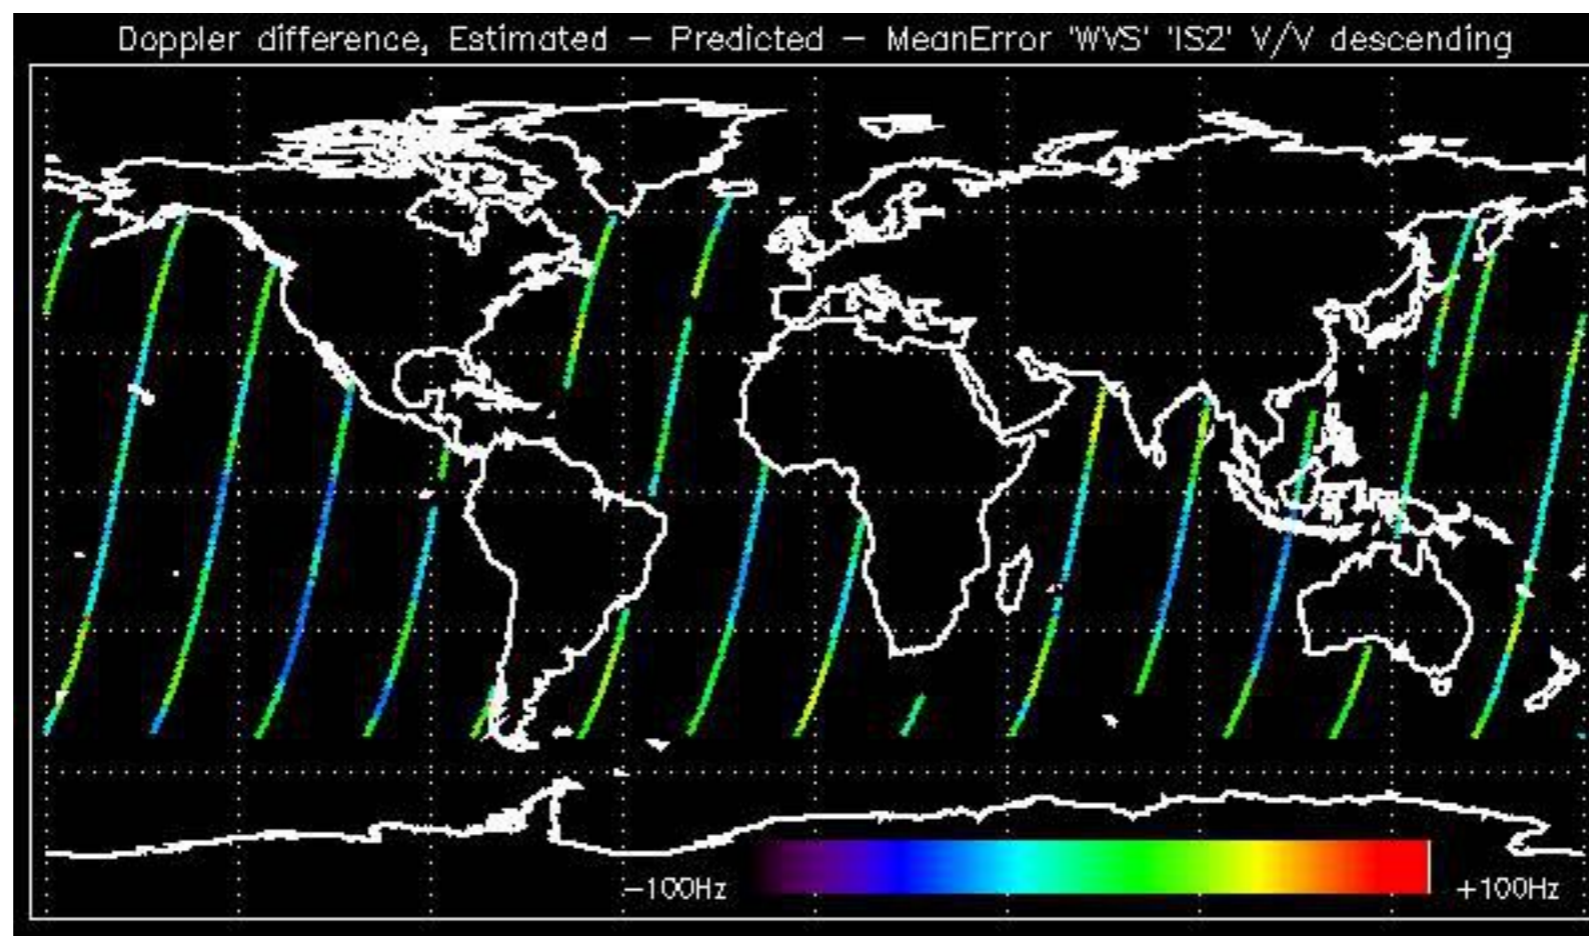 Doppler difference, Estimated – Predicted – MeanError 'WVS' 'IS2' V/V descending
−100Hz
+100Hz